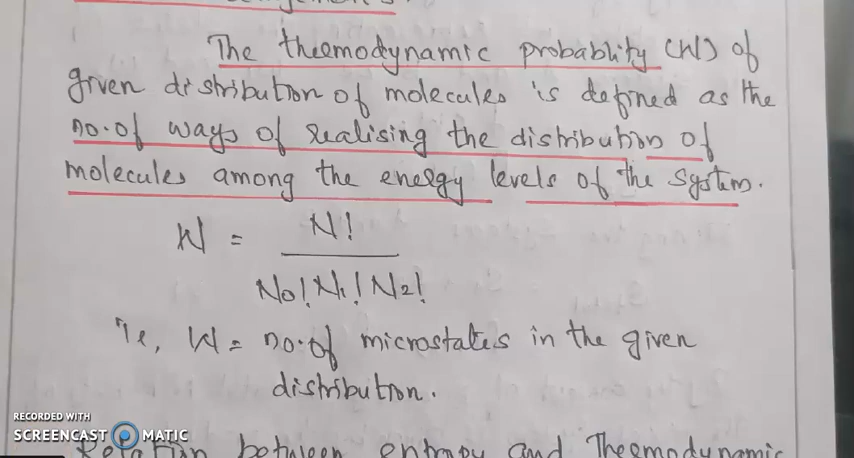 The thermodynamic probablity (W) of
given distribution of molecules is defined as the
no. of ways of realising the distribution of
molecules among the energy levels of the system.
W = N!
No! N1! N2!
ie, W = no. of microstates in the given
distribution.
RECORDED WITH
SCREENCAST MATIC
Relation between entropy and Thermodynamic